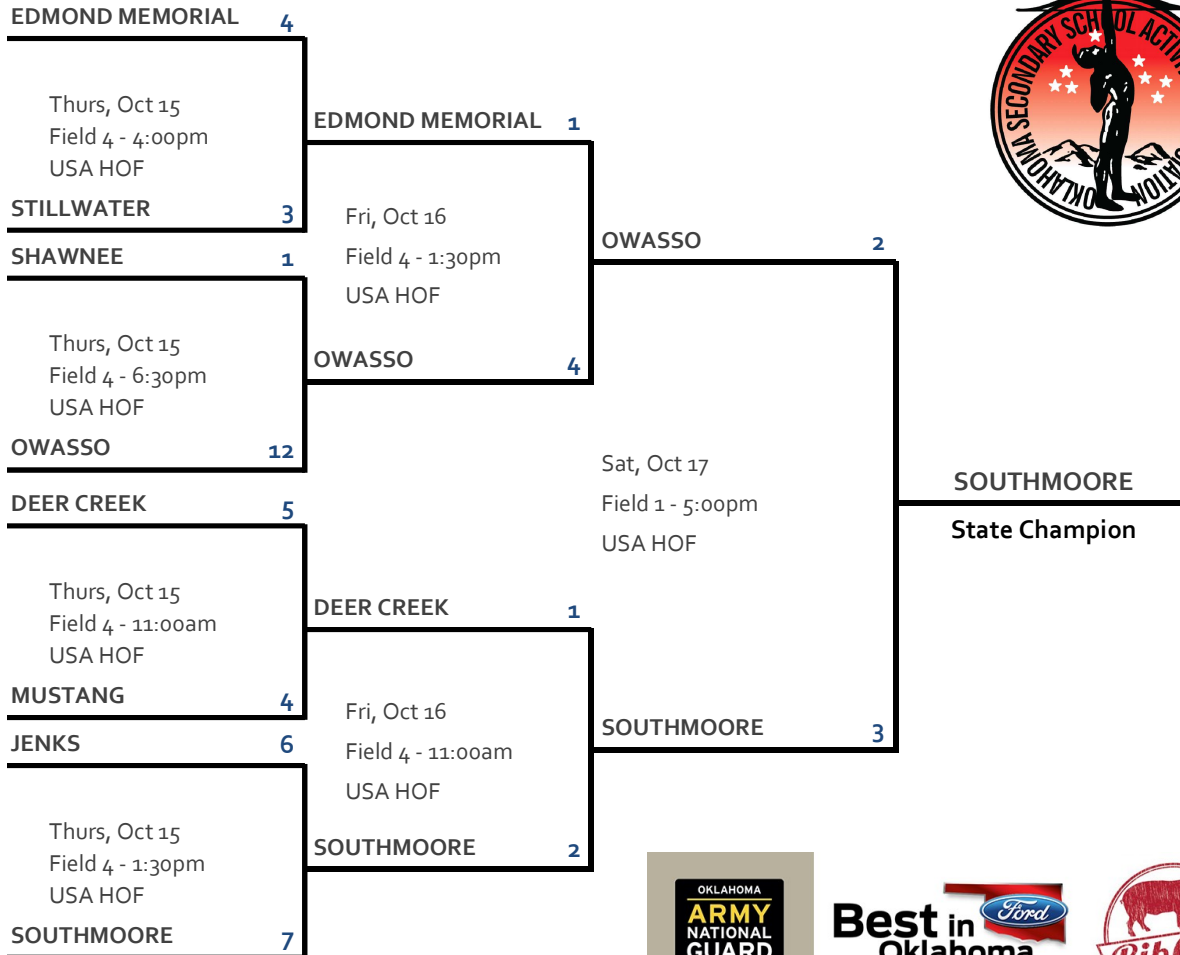 EDMOND MEMORIAL 4
Thurs, Oct 15
Field 4 - 4:00pm
USA HOF
STILLWATER 3
SHAWNEE 1
Thurs, Oct 15
Field 4 - 6:30pm
USA HOF
OWASSO 12
DEER CREEK 5
Thurs, Oct 15
Field 4 - 11:00am
USA HOF
MUSTANG 4
JENKS 6
Thurs, Oct 15
Field 4 - 1:30pm
USA HOF
SOUTHMOORE 7
EDMOND MEMORIAL 1
Fri, Oct 16
Field 4 - 1:30pm
USA HOF
OWASSO 4
DEER CREEK 1
Fri, Oct 16
Field 4 - 11:00am
USA HOF
SOUTHMOORE 2
OWASSO 2
Sat, Oct 17
Field 1 - 5:00pm
USA HOF
SOUTHMOORE 3
SOUTHMOORE
State Champion
OKLAHOMA SECONDARY SCHOOL
OKLAHOMA
ARMY
NATIONAL
GUARD
Best in
Ford
Oklahoma